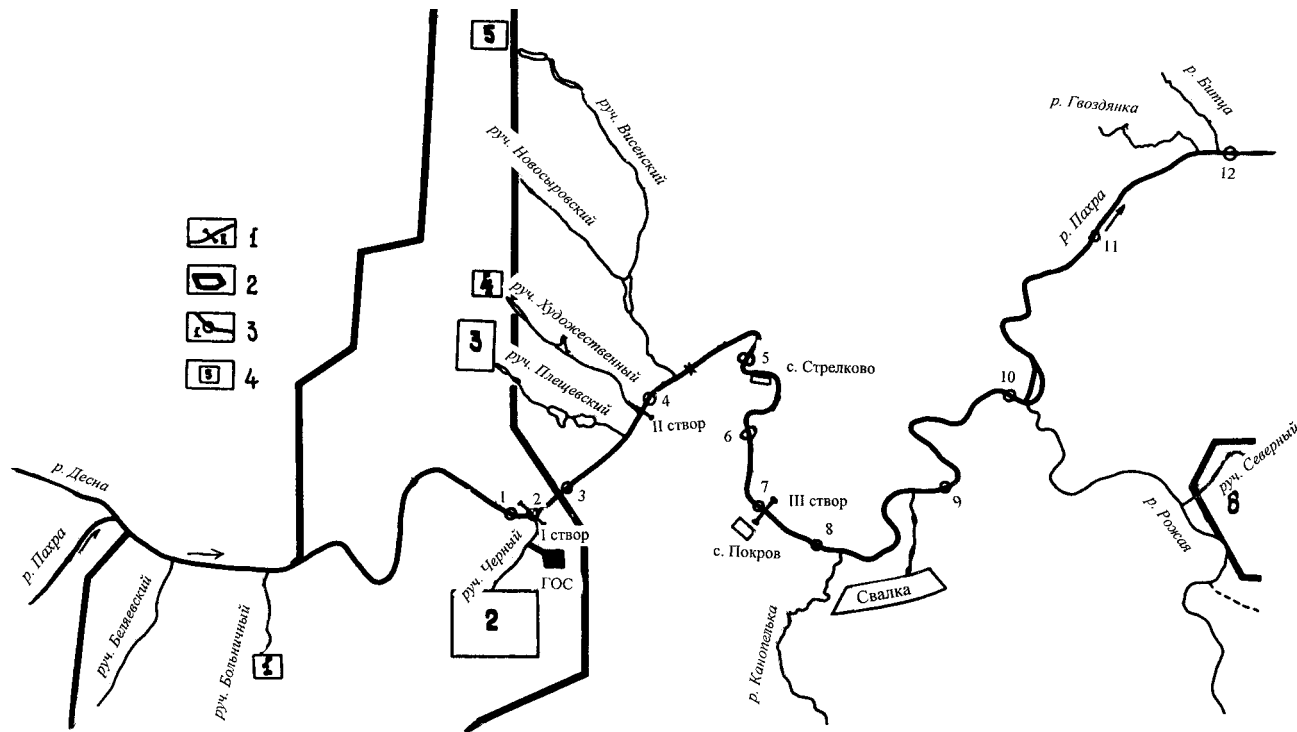 5
руч. Висенский
руч. Новосыровский
р. Битца
р. Гвоздянка
12
р. Пахра
11
1
2
3
4
4
руч. Художественный
3
руч. Плещевский
5
с. Стрелково
4
II створ
10
6
р. Десна
р. Пахра
1
2
3
I створ
7
III створ
с. Покров
8
9
руч. Северный
8
р. Рожая
руч. Черный
ГОС
2
Свалка
руч. Беляевский
руч. Больничный
1
р. Канопелька